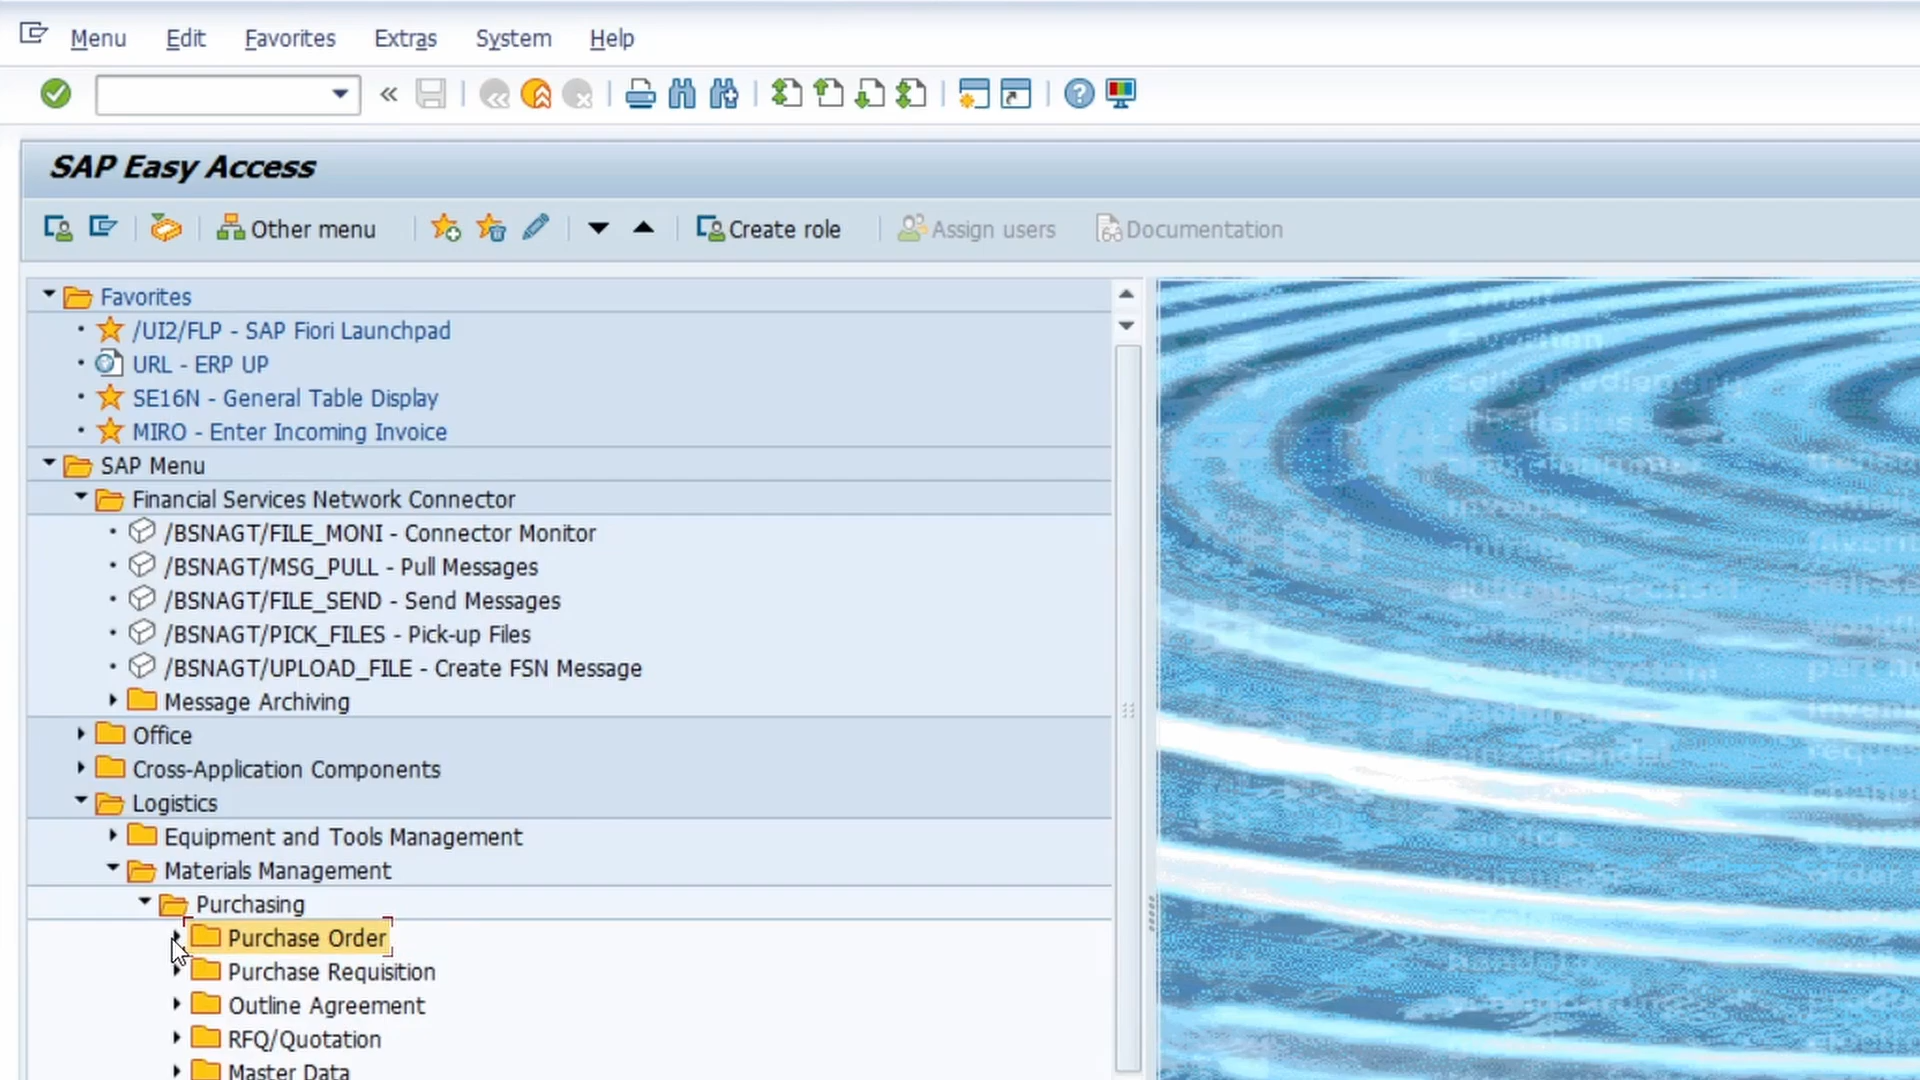 Menu Edit Favorites Extras System Help
SAP Easy Access
Other menu Create role Assign users Documentation
Favorites
/UI2/FLP - SAP Fiori Launchpad
URL - ERP UP
SE16N - General Table Display
MIRO - Enter Incoming Invoice
SAP Menu
Financial Services Network Connector
/BSNAGT/FILE_MONI - Connector Monitor
/BSNAGT/MSG_PULL - Pull Messages
/BSNAGT/FILE_SEND - Send Messages
/BSNAGT/PICK_FILES - Pick-up Files
/BSNAGT/UPLOAD_FILE - Create FSN Message
Message Archiving
Office
Cross-Application Components
Logistics
Equipment and Tools Management
Materials Management
Purchasing
Purchase Order
Purchase Requisition
Outline Agreement
RFQ/Quotation
Master Data